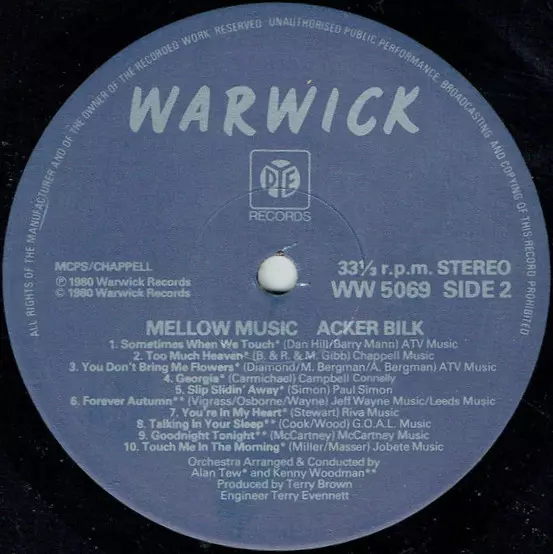 ALL RIGHTS OF THE MANUFACTURER AND OF THE OWNER OF THE RECORDED WORK RESERVED UNAUTHORISED PUBLIC PERFORMANCE, BROADCASTING AND COPYING OF THIS RECORD PROHIBITED
WARWICK
PYE
RECORDS
MCPS/CHAPPELL
℗ 1980 Warwick Records
© 1980 Warwick Records
33⅓ r.p.m. STEREO
WW 5069 SIDE 2
MELLOW MUSIC ACKER BILK
1. Sometimes When We Touch* (Dan Hill/Barry Mann) ATV Music
2. Too Much Heaven* (B. & R. & M. Gibb) Chappell Music
3. You Don't Bring Me Flowers* (Diamond/M. Bergman/A. Bergman) ATV Music
4. Georgia* (Carmichael) Campbell Connelly
5. Slip Slidin' Away* (Simon) Paul Simon
6. Forever Autumn** (Vigrass/Osborne/Wayne) Jeff Wayne Music/Leeds Music
7. You're In My Heart* (Stewart) Riva Music
8. Talking In Your Sleep** (Cook/Wood) G.O.A.L. Music
9. Goodnight Tonight** (McCartney) McCartney Music
10. Touch Me In The Morning* (Miller/Masser) Jobete Music
Orchestra Arranged & Conducted by
Alan Tew* and Kenny Woodman**
Produced by Terry Brown
Engineer Terry Evennett